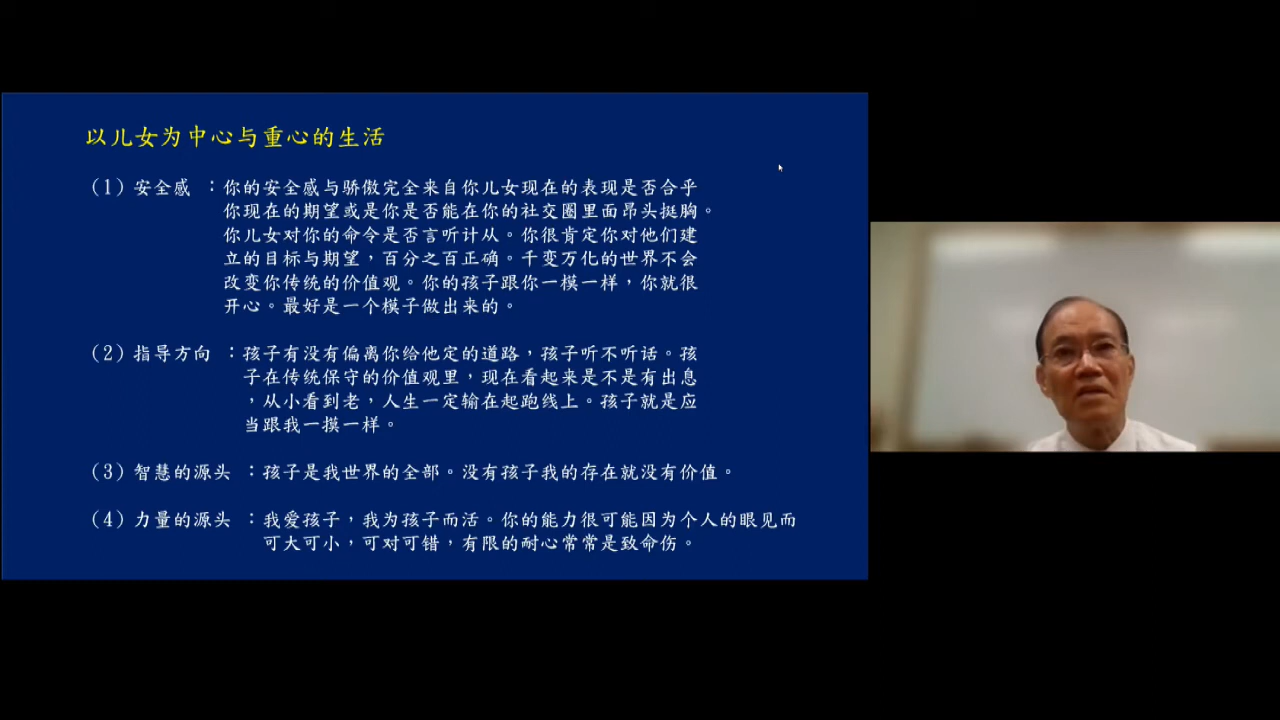 以儿女为中心与重心的生活
(1) 安全感 ：你的安全感与骄傲完全来自你儿女现在的表现是否合乎
你现在的期望或是你是否能在你的社交圈里面昂头挺胸。
你儿女对你的命令是否言听计从。你很肯定你对他们建
立的目标与期望，百分之百正确。千变万化的世界不会
改变你传统的价值观。你的孩子跟你一模一样，你就很
开心。最好是一个模子做出来的。
(2) 指导方向 ：孩子有没有偏离你给他定的道路，孩子听不听话。孩
子在传统保守的价值观里，现在看起来是不是有出息
，从小看到老，人生一定输在起跑线上。孩子就是应
当跟我一摸一样。
(3) 智慧的源头 ：孩子是我世界的全部。没有孩子我的存在就没有价值。
(4) 力量的源头 ：我爱孩子，我为孩子而活。你的能力很可能因为个人的眼见而
可大可小，可对可错，有限的耐心常常是致命伤。